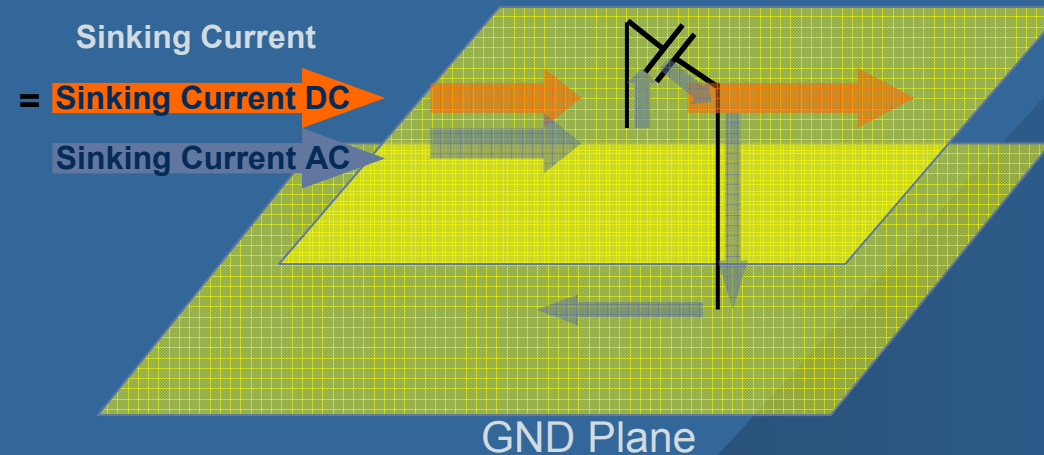 Sinking Current
= Sinking Current DC
Sinking Current AC
GND Plane